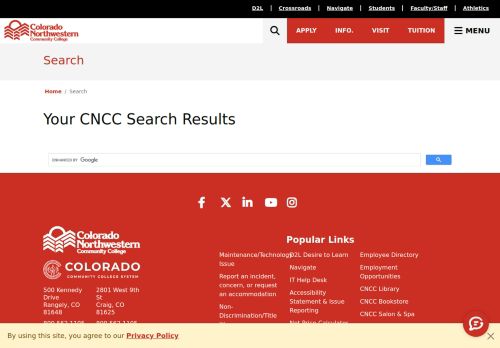 D2L | Crossroads | Navigate | Students | Faculty/Staff | Athletics
Colorado
Northwestern
Community College
APPLY INFO. VISIT TUITION MENU
Search
Home / Search
Your CNCC Search Results
ENHANCED BY Google
Colorado
Northwestern
Community College
COLORADO
COMMUNITY COLLEGE SYSTEM
500 Kennedy
Drive
Rangely, CO
81648
2801 West 9th
St
Craig, CO
81625
Maintenance/Technology
Issue
Report an incident,
concern, or request
an accommodation
Non-
Discrimination/Title
Popular Links
D2L Desire to Learn
Navigate
IT Help Desk
Accessibility
Statement & Issue
Reporting
Net Price Calculator
Employee Directory
Employment
Opportunities
CNCC Library
CNCC Bookstore
CNCC Salon & Spa
By using this site, you agree to our Privacy Policy